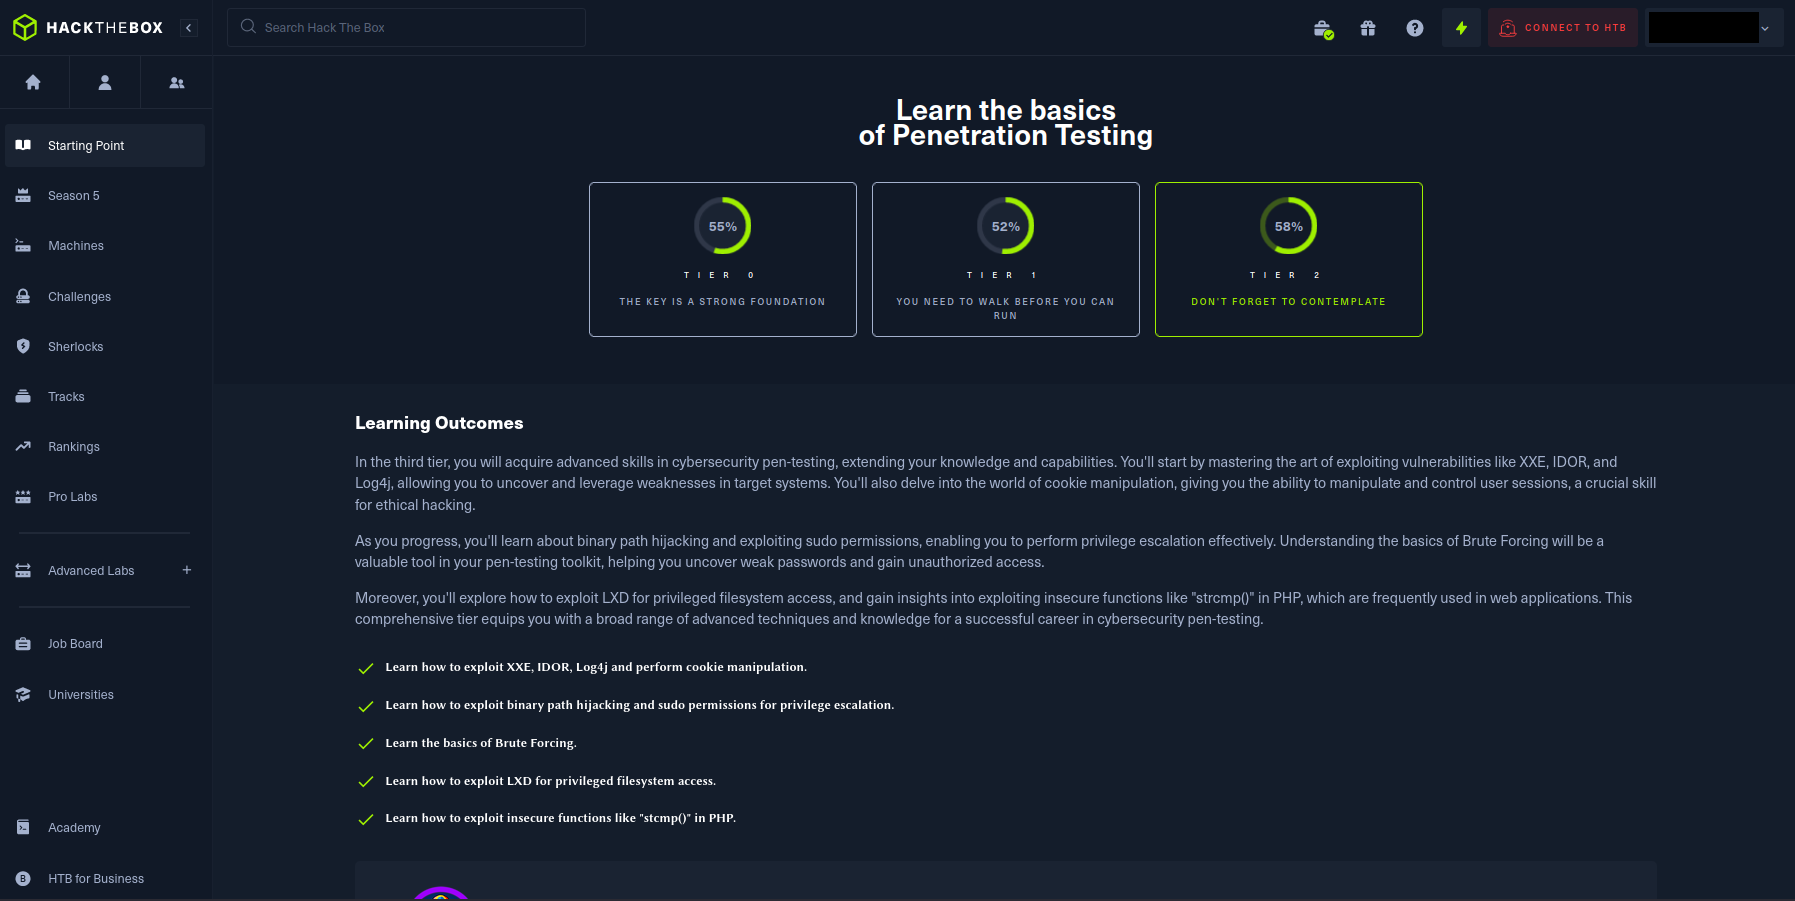 HACKTHEBOX
Search Hack The Box
CONNECT TO HTB
Starting Point
Season 5
Machines
Challenges
Sherlocks
Tracks
Rankings
Pro Labs
Advanced Labs +
Job Board
Universities
Academy
HTB for Business
Learn the basics
of Penetration Testing
55%
TIER 0
THE KEY IS A STRONG FOUNDATION
52%
TIER 1
YOU NEED TO WALK BEFORE YOU CAN
RUN
58%
TIER 2
DON'T FORGET TO CONTEMPLATE
Learning Outcomes
In the third tier, you will acquire advanced skills in cybersecurity pen-testing, extending your knowledge and capabilities. You'll start by mastering the art of exploiting vulnerabilities like XXE, IDOR, and
Log4j, allowing you to uncover and leverage weaknesses in target systems. You'll also delve into the world of cookie manipulation, giving you the ability to manipulate and control user sessions, a crucial skill
for ethical hacking.
As you progress, you'll learn about binary path hijacking and exploiting sudo permissions, enabling you to perform privilege escalation effectively. Understanding the basics of Brute Forcing will be a
valuable tool in your pen-testing toolkit, helping you uncover weak passwords and gain unauthorized access.
Moreover, you'll explore how to exploit LXD for privileged filesystem access, and gain insights into exploiting insecure functions like "strcmp()" in PHP, which are frequently used in web applications. This
comprehensive tier equips you with a broad range of advanced techniques and knowledge for a successful career in cybersecurity pen-testing.
Learn how to exploit XXE, IDOR, Log4j and perform cookie manipulation.
Learn how to exploit binary path hijacking and sudo permissions for privilege escalation.
Learn the basics of Brute Forcing.
Learn how to exploit LXD for privileged filesystem access.
Learn how to exploit insecure functions like "stcmp()" in PHP.